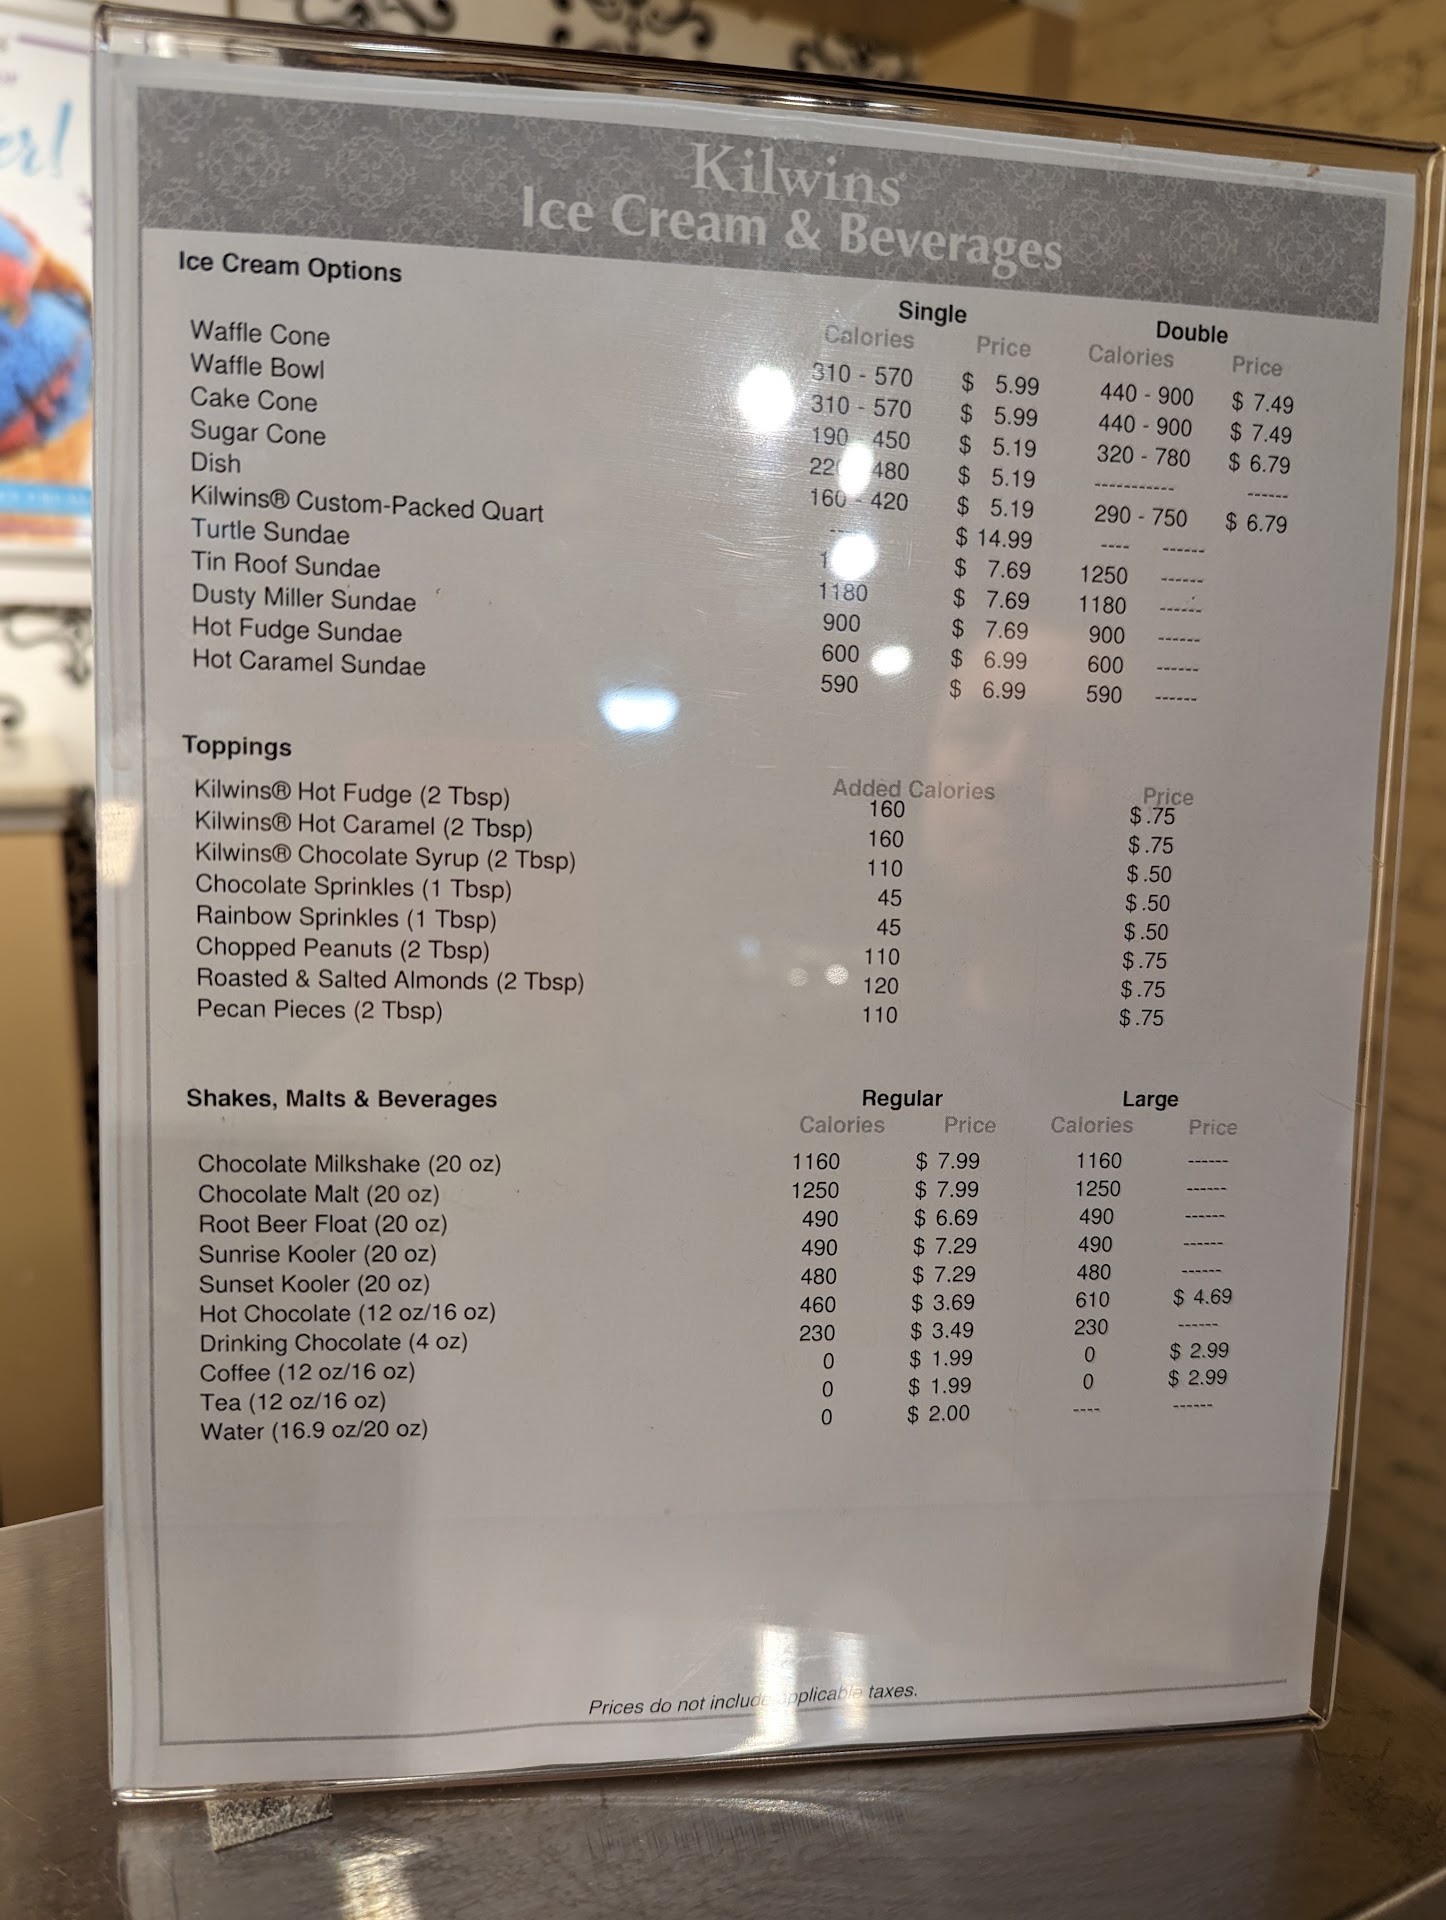 er!
Kilwins
Ice Cream & Beverages
Ice Cream Options
Single Double
Calories Price Calories Price
Waffle Cone 310 - 570 $ 5.99 440 - 900 $ 7.49
Waffle Bowl 310 - 570 $ 5.99 440 - 900 $ 7.49
Cake Cone 190 - 450 $ 5.19 320 - 780 $ 6.79
Sugar Cone 480 $ 5.19 ----------- ------
Dish 160 - 420 $ 5.19 290 - 750 $ 6.79
Kilwins® Custom-Packed Quart ---- $ 14.99 ---- ------
Turtle Sundae $ 7.69 1250 ------
Tin Roof Sundae 1180 $ 7.69 1180 ------
Dusty Miller Sundae 900 $ 7.69 900 ------
Hot Fudge Sundae 600 $ 6.99 600 ------
Hot Caramel Sundae 590 $ 6.99 590 ------
Toppings
Added Calories Price
Kilwins® Hot Fudge (2 Tbsp) 160 $.75
Kilwins® Hot Caramel (2 Tbsp) 160 $.75
Kilwins® Chocolate Syrup (2 Tbsp) 110 $.50
Chocolate Sprinkles (1 Tbsp) 45 $.50
Rainbow Sprinkles (1 Tbsp) 45 $.50
Chopped Peanuts (2 Tbsp) 110 $.75
Roasted & Salted Almonds (2 Tbsp) 120 $.75
Pecan Pieces (2 Tbsp) 110 $.75
Shakes, Malts & Beverages Regular Large
Calories Price Calories Price
Chocolate Milkshake (20 oz) 1160 $ 7.99 1160 ------
Chocolate Malt (20 oz) 1250 $ 7.99 1250 ------
Root Beer Float (20 oz) 490 $ 6.69 490 ------
Sunrise Kooler (20 oz) 490 $ 7.29 490 ------
Sunset Kooler (20 oz) 480 $ 7.29 480 ------
Hot Chocolate (12 oz/16 oz) 460 $ 3.69 610 $ 4.69
Drinking Chocolate (4 oz) 230 $ 3.49 230 ------
Coffee (12 oz/16 oz) 0 $ 1.99 0 $ 2.99
Tea (12 oz/16 oz) 0 $ 1.99 0 $ 2.99
Water (16.9 oz/20 oz) 0 $ 2.00 ---- ------
Prices do not include applicable taxes.